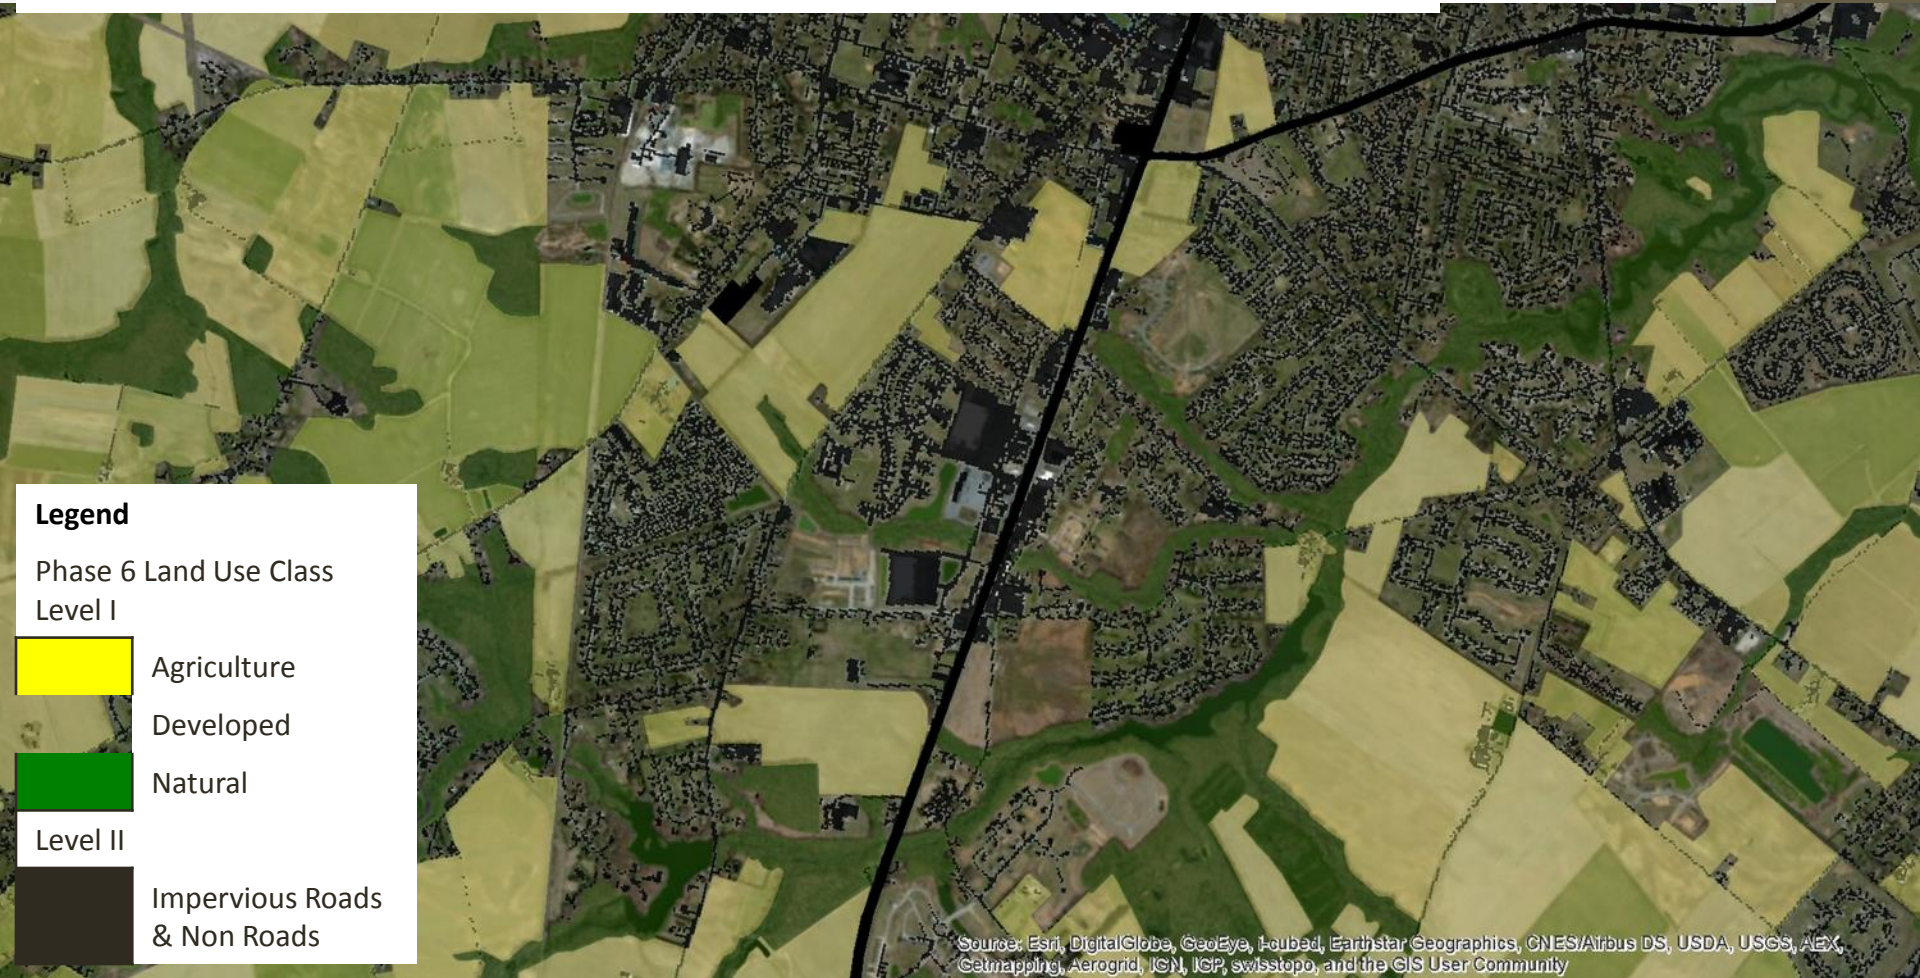 Legend
Phase 6 Land Use Class
Level I
Agriculture
Developed
Natural
Level II
Impervious Roads
& Non Roads
Source: Esri, DigitalGlobe, GeoEye, i-cubed, Earthstar Geographics, CNES/Airbus DS, USDA, USGS, AEX,
Getmapping, Aerogrid, IGN, IGP, swisstopo, and the GIS User Community